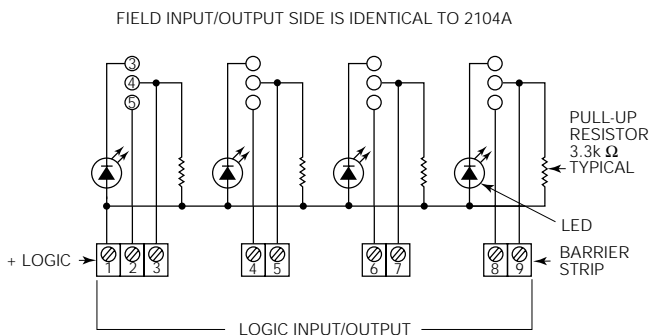 FIELD INPUT/OUTPUT SIDE IS IDENTICAL TO 2104A
3
4
5
PULL-UP
RESISTOR
3.3k Ω
TYPICAL
LED
+ LOGIC
1 2 3 4 5 6 7 8 9
BARRIER
STRIP
LOGIC INPUT/OUTPUT